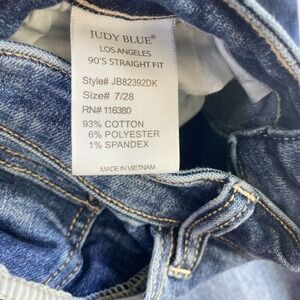 JUDY BLUE®
LOS ANGELES
90'S STRAIGHT FIT
Style# JB82392DK
Size# 7/28
RN# 116380
93% COTTON
6% POLYESTER
1% SPANDEX
MADE IN VIETNAM